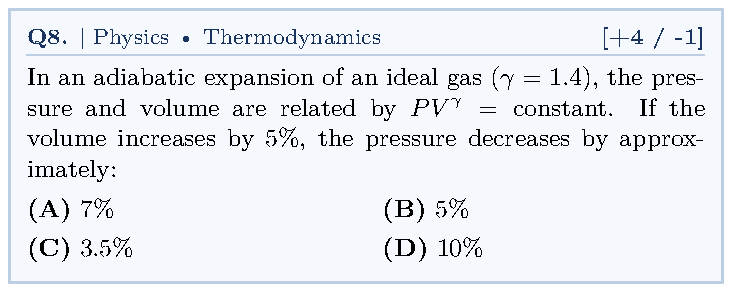 Q8. | Physics • Thermodynamics [+4 / -1]
In an adiabatic expansion of an ideal gas (γ = 1.4), the pres-
sure and volume are related by PV^γ = constant. If the
volume increases by 5%, the pressure decreases by approx-
imately:
(A) 7% (B) 5%
(C) 3.5% (D) 10%